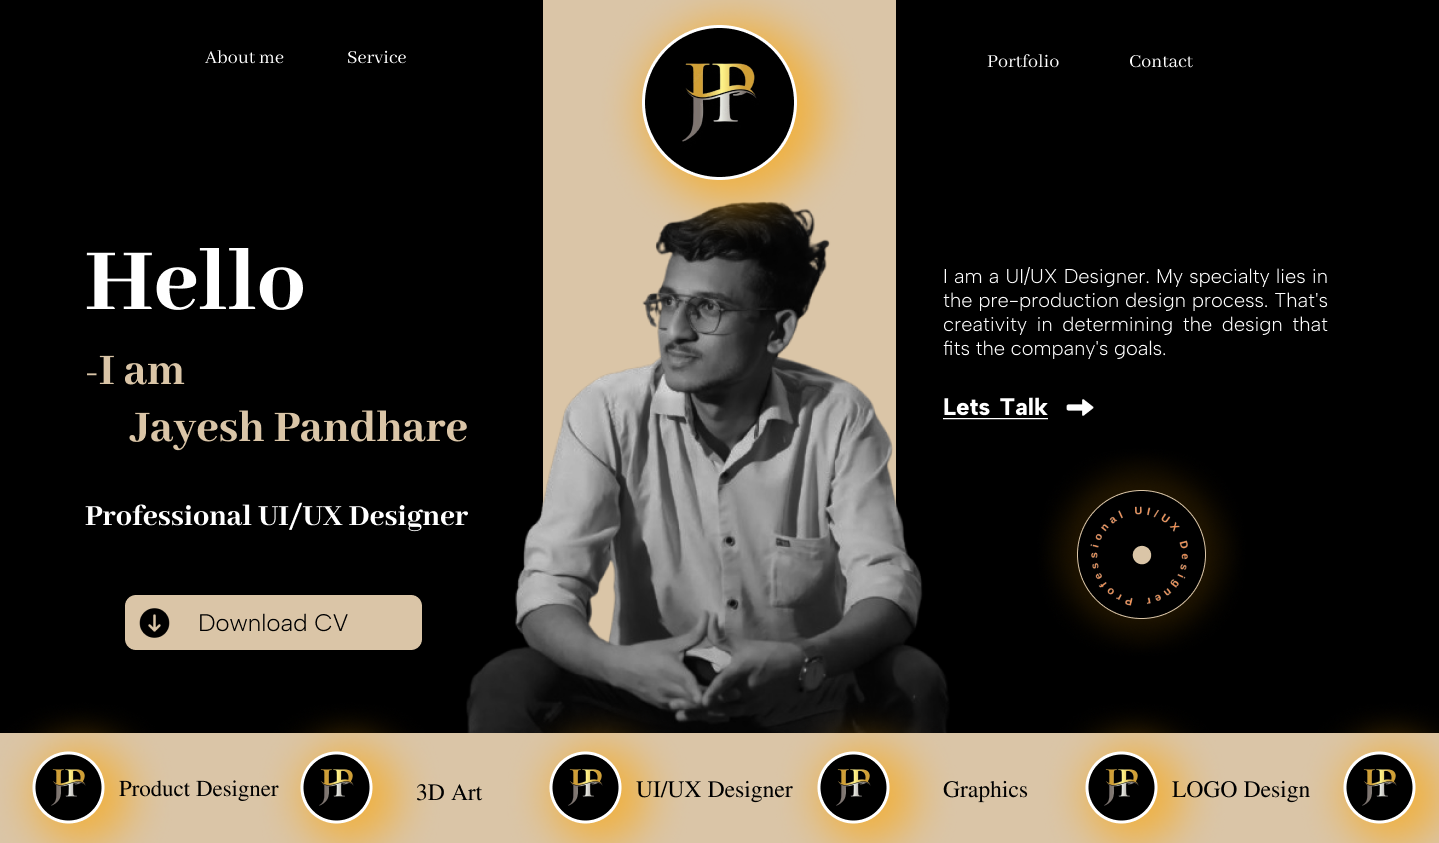 About me
Service
JP
Portfolio
Contact
Hello
-I am
Jayesh Pandhare
Professional UI/UX Designer
Download CV
I am a UI/UX Designer. My specialty lies in
the pre-production design process. That's
creativity in determining the design that
fits the company's goals.
Lets Talk
Professional UI/UX Designer
JP
Product Designer
JP
3D Art
JP
UI/UX Designer
JP
Graphics
JP
LOGO Design
JP